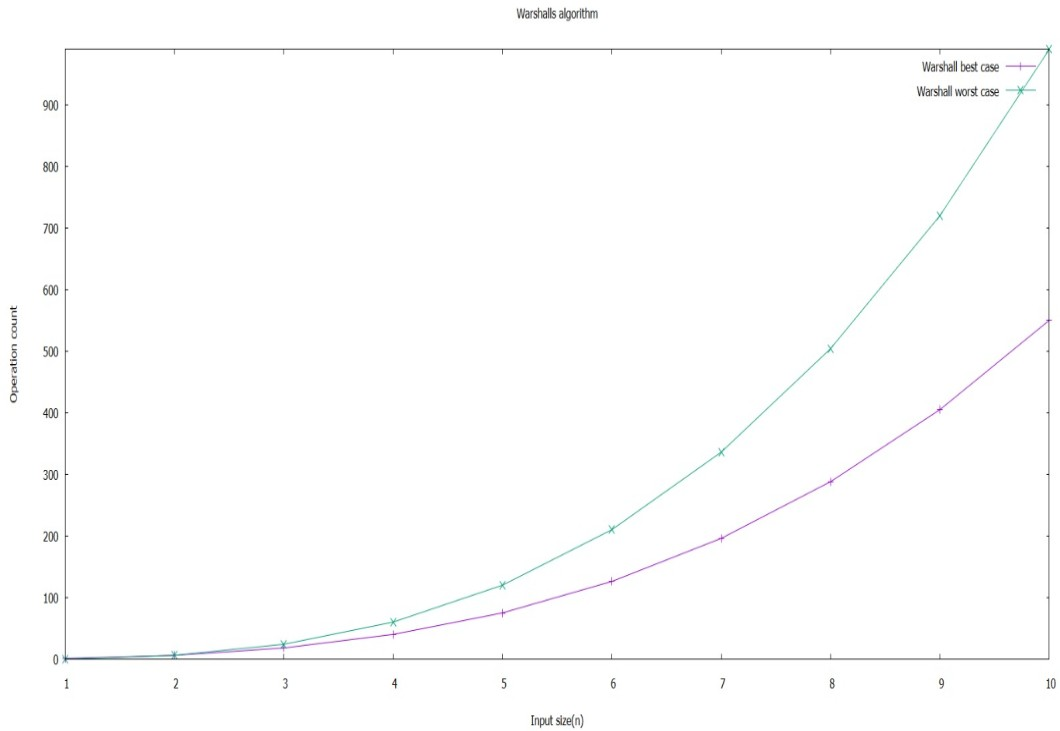 Warshalls algorithm
Warshall best case
Warshall worst case
900
800
700
600
500
400
300
200
100
0
Operation count
1 2 3 4 5 6 7 8 9 10
Input size(n)